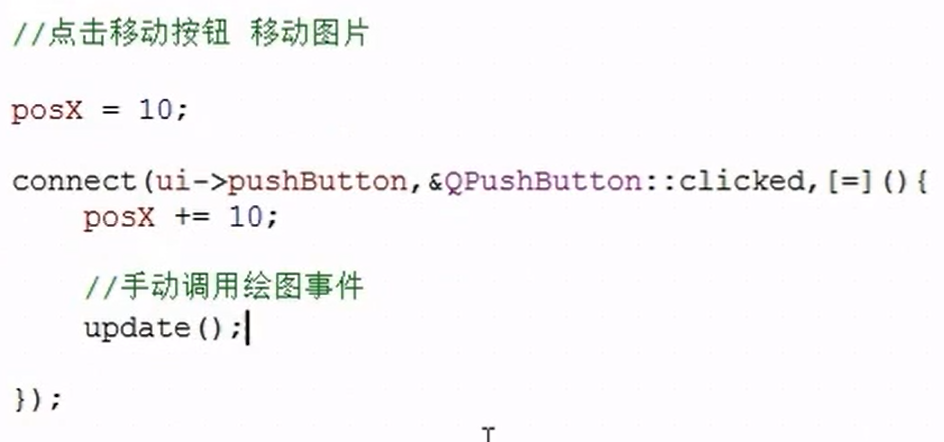 //点击移动按钮 移动图片
posX = 10;
connect(ui->pushButton,&QPushButton::clicked,[=](){
posX += 10;
//手动调用绘图事件
update();
});